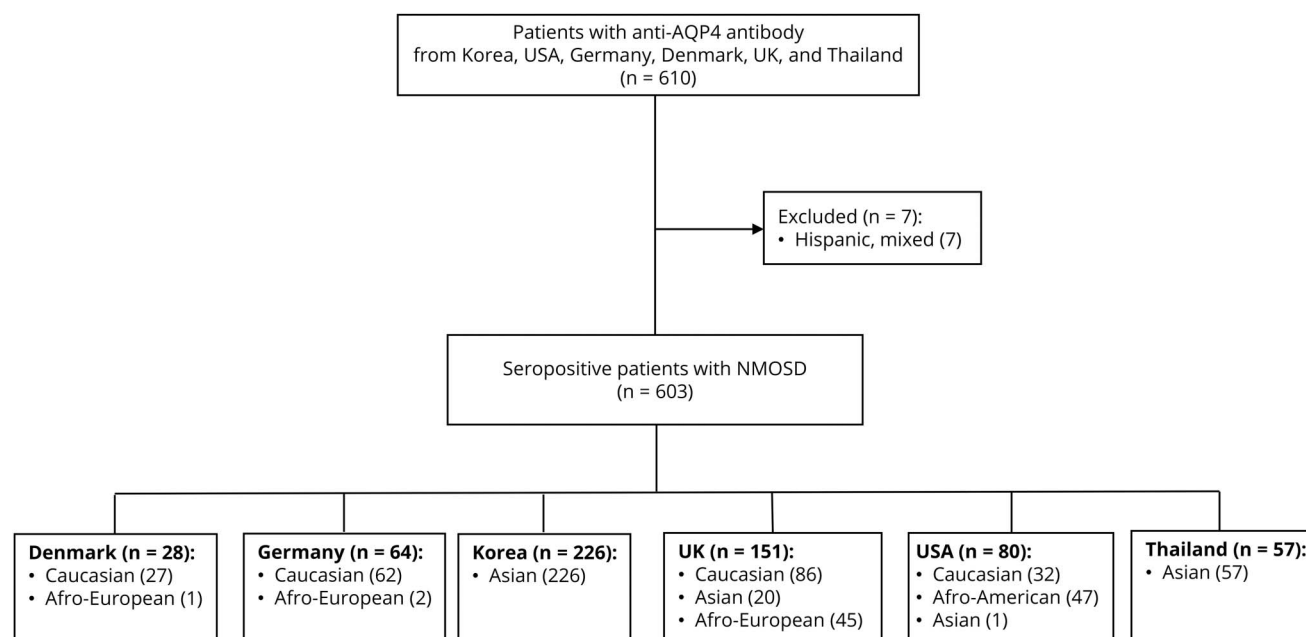 Patients with anti-AQP4 antibody
from Korea, USA, Germany, Denmark, UK, and Thailand
(n = 610)
Excluded (n = 7):
• Hispanic, mixed (7)
Seropositive patients with NMOSD
(n = 603)
Denmark (n = 28):
• Caucasian (27)
• Afro-European (1)
Germany (n = 64):
• Caucasian (62)
• Afro-European (2)
Korea (n = 226):
• Asian (226)
UK (n = 151):
• Caucasian (86)
• Asian (20)
• Afro-European (45)
USA (n = 80):
• Caucasian (32)
• Afro-American (47)
• Asian (1)
Thailand (n = 57):
• Asian (57)